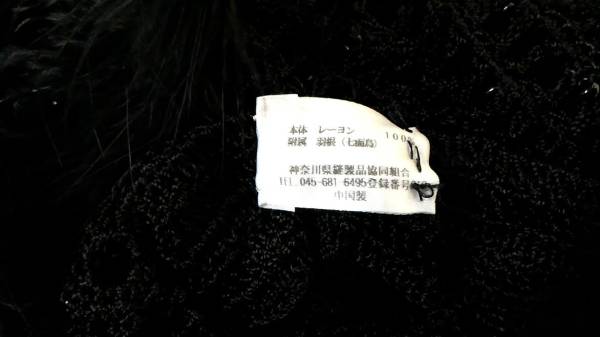 本体 レーヨン 100%
附属 羽根(七面鳥)
神奈川県縫製品協同組合
TEL 045-681-6495登録番号
中国製